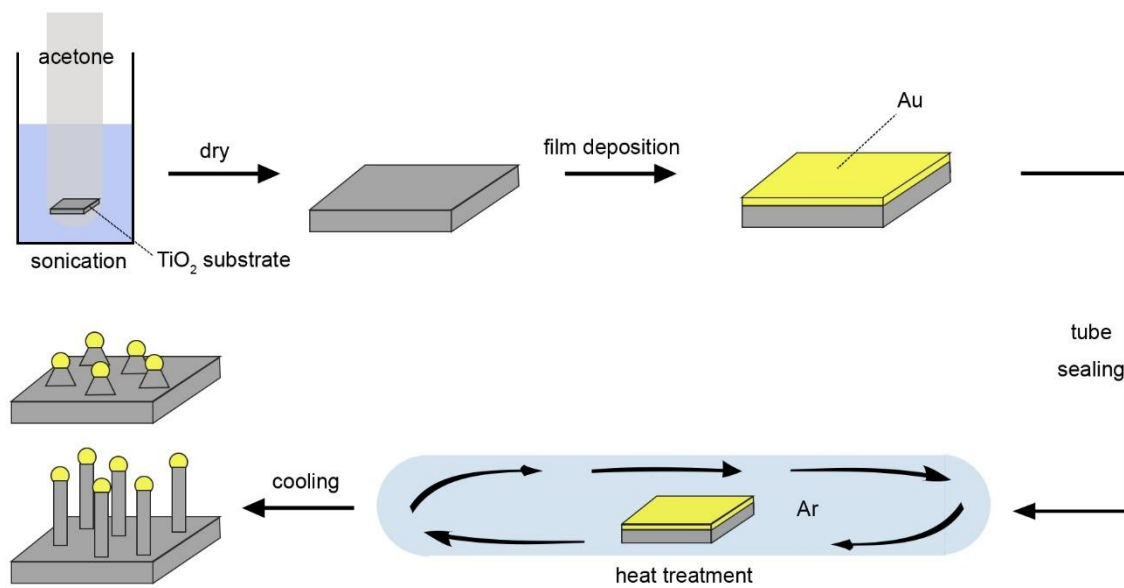 acetone
dry
film deposition
Au
sonication
TiO₂ substrate
tube
sealing
cooling
Ar
heat treatment